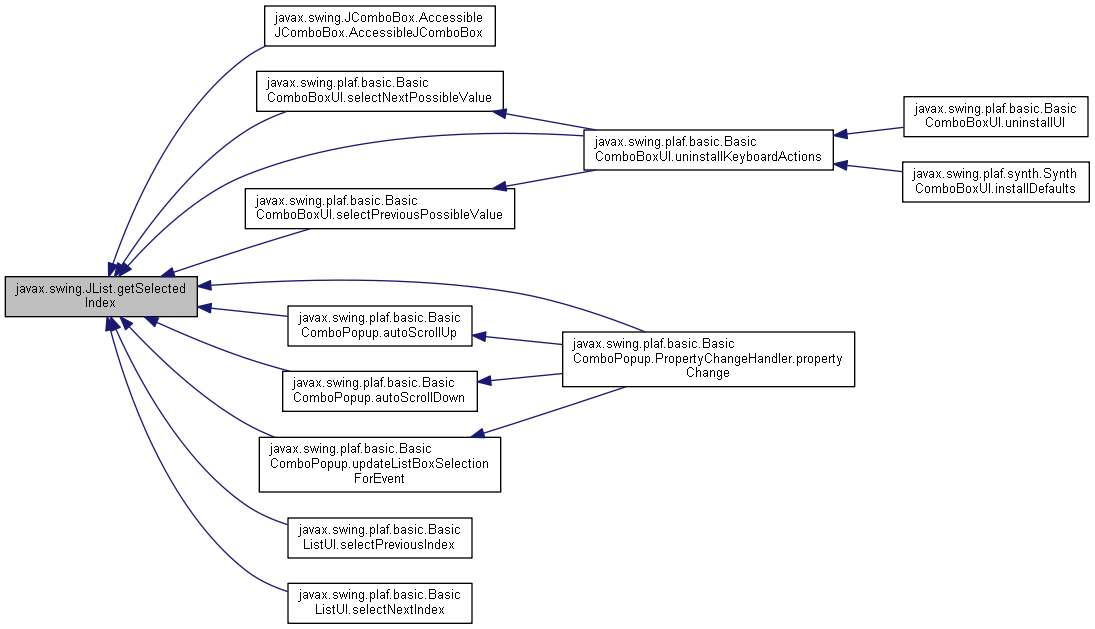 javax.swing.JComboBox.Accessible
JComboBox.AccessibleJComboBox
javax.swing.plaf.basic.Basic
ComboBoxUI.selectNextPossibleValue
javax.swing.plaf.basic.Basic
ComboBoxUI.uninstallUI
javax.swing.plaf.basic.Basic
ComboBoxUI.uninstallKeyboardActions
javax.swing.plaf.synth.Synth
ComboBoxUI.installDefaults
javax.swing.plaf.basic.Basic
ComboBoxUI.selectPreviousPossibleValue
javax.swing.JList.getSelected
Index
javax.swing.plaf.basic.Basic
ComboPopup.autoScrollUp
javax.swing.plaf.basic.Basic
ComboPopup.PropertyChangeHandler.property
Change
javax.swing.plaf.basic.Basic
ComboPopup.autoScrollDown
javax.swing.plaf.basic.Basic
ComboPopup.updateListBoxSelection
ForEvent
javax.swing.plaf.basic.Basic
ListUI.selectPreviousIndex
javax.swing.plaf.basic.Basic
ListUI.selectNextIndex